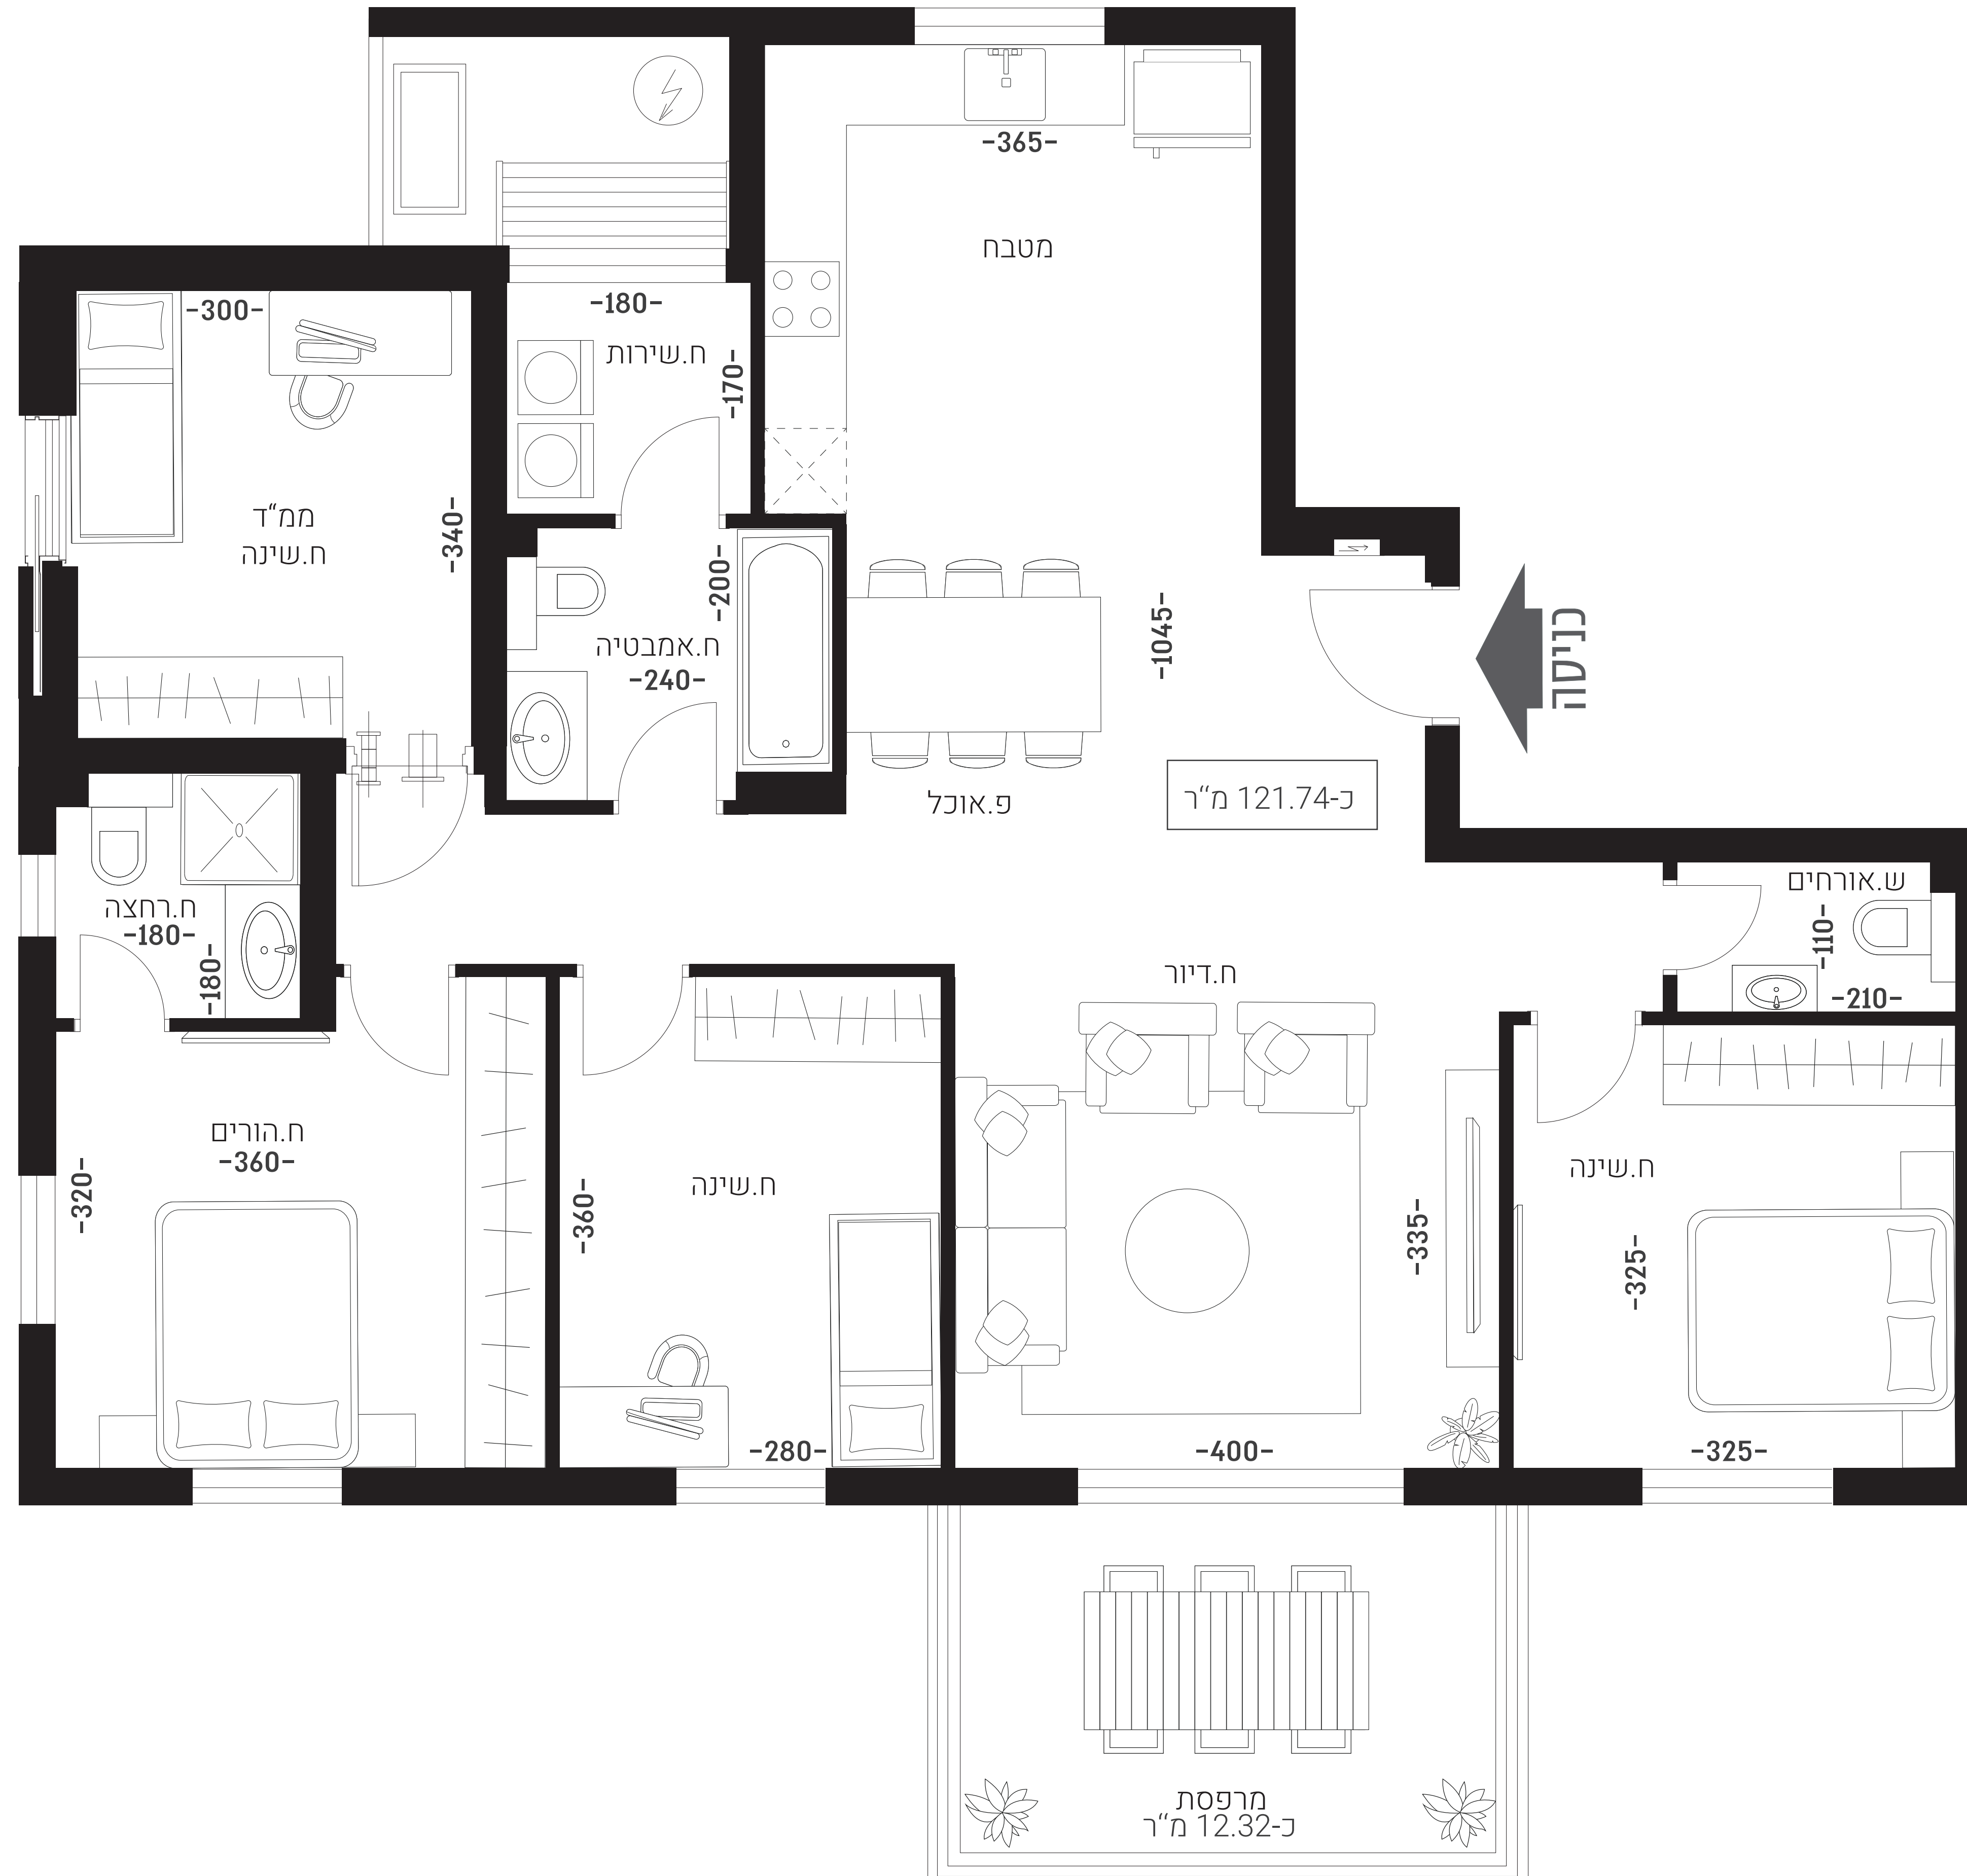 -365-
מטבח
-300-
-180-
ח.שירות
-170-
ממ"ד
ח.שינה
-340-
-200-
ח.אמבטיה
-240-
-1045-
כניסה
פ.אוכל
כ-121.74 מ"ר
ח.רחצה
-180-
-180-
ש.אורחים
-110-
-210-
ח.דיור
ח.הורים
-360-
-320-
ח.שינה
-360-
-280-
-335-
-400-
ח.שינה
-325-
-325-
מרפסת
כ-12.32 מ"ר